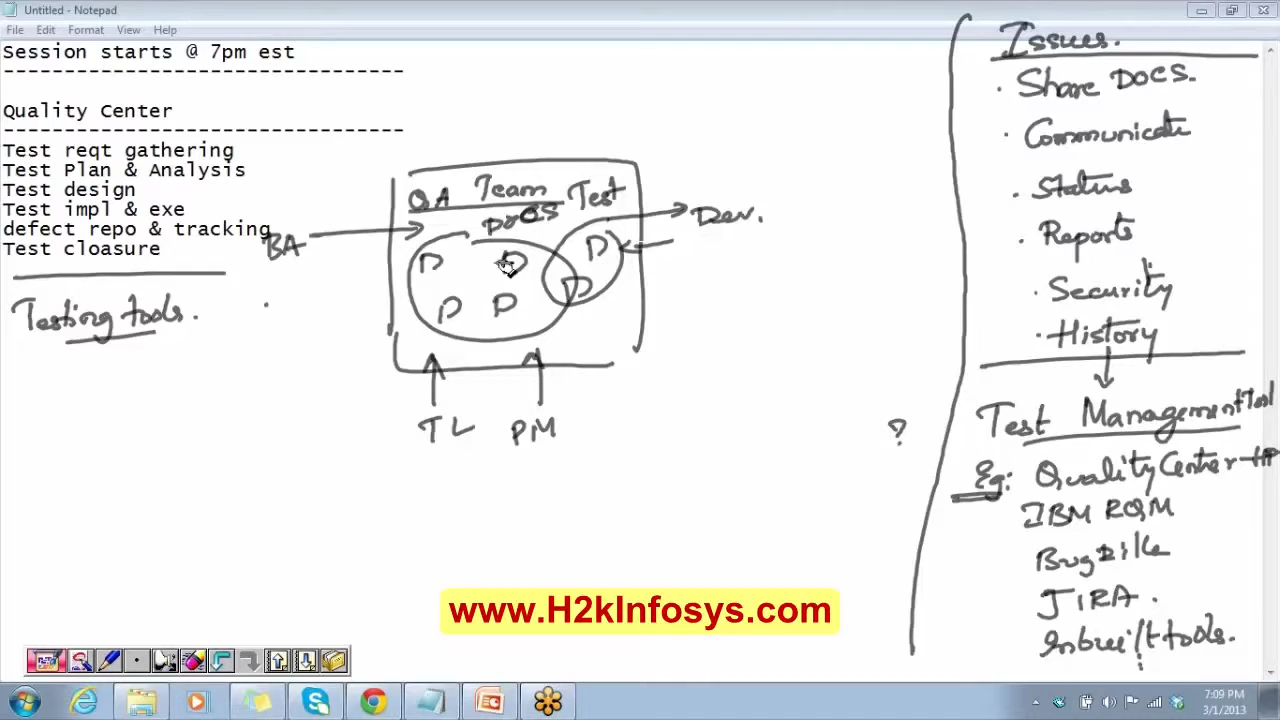 Untitled - Notepad
File Edit Format View Help
Session starts @ 7pm est
--------------------------------
Quality Center
--------------------------------
Test reqt gathering
Test Plan & Analysis
Test design
Test impl & exe
defect repo & tracking
Test cloasure
Testing tools.
BA
QA Team Test
DOCS
Dev.
D D D
D D D
TL PM
?
Issues.
· Share DOCS.
· Communicate
· Status
· Reports
· Security
· History
Test Management Tool
Eg: Quality Center-HP
IBM RQM
Bugzilla
JIRA.
Inbuilt tools.
www.H2kInfosys.com
7:09 PM
3/1/2013